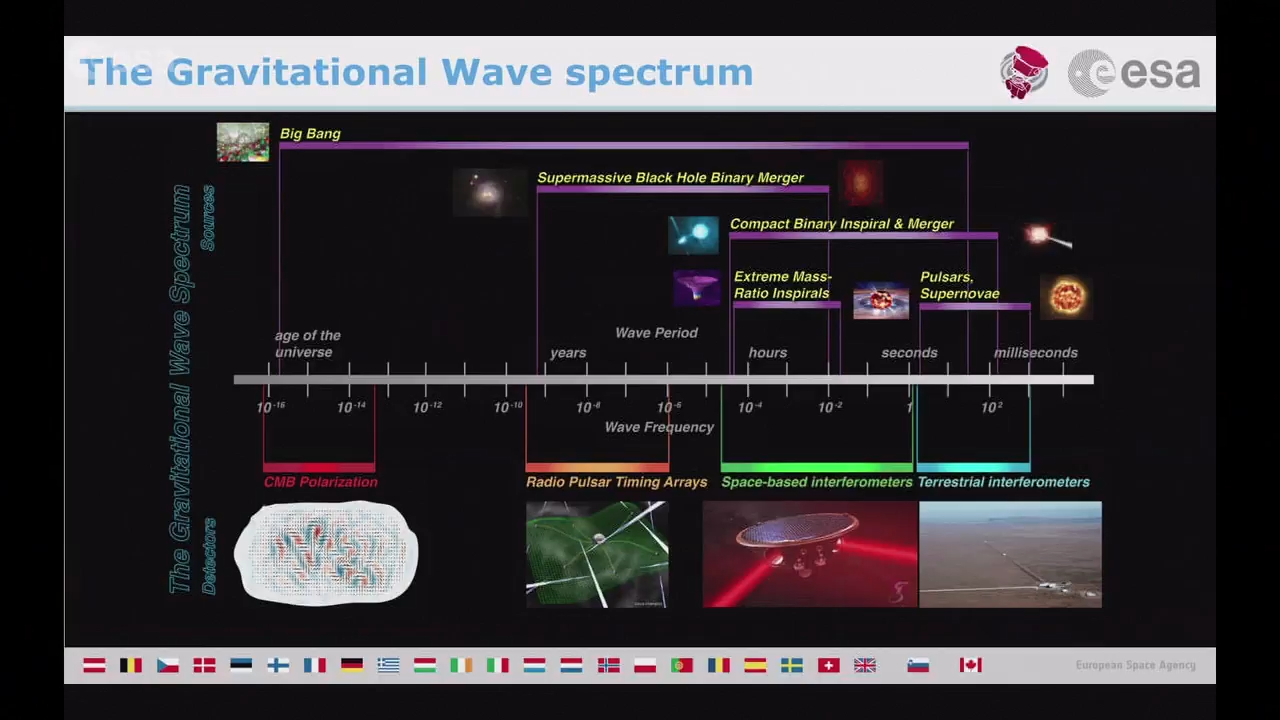 The Gravitational Wave spectrum
esa
Big Bang
Supermassive Black Hole Binary Merger
Compact Binary Inspiral & Merger
Extreme Mass-
Ratio Inspirals
Pulsars,
Supernovae
The Gravitational Wave Spectrum
Sources
Detectors
age of the
universe
Wave Period
years
hours
seconds
milliseconds
10⁻¹⁶
10⁻¹⁴
10⁻¹²
10⁻¹⁰
10⁻⁸
10⁻⁶
10⁻⁴
10⁻²
1
10²
Wave Frequency
CMB Polarization
Radio Pulsar Timing Arrays
Space-based interferometers
Terrestrial interferometers
European Space Agency